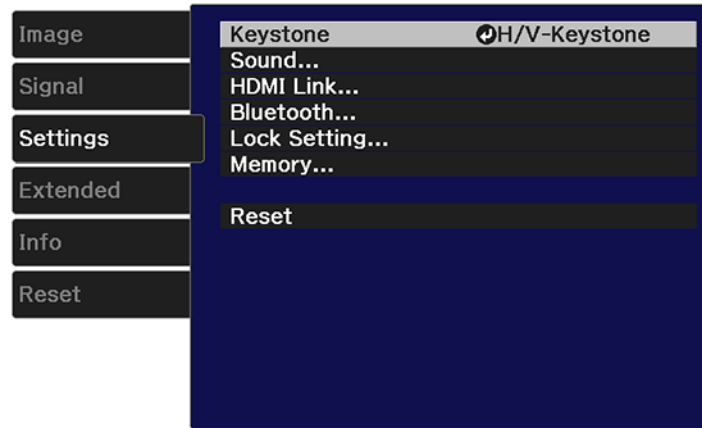 Image
Signal
Settings
Extended
Info
Reset
Keystone H/V-Keystone
Sound...
HDMI Link...
Bluetooth...
Lock Setting...
Memory...
Reset